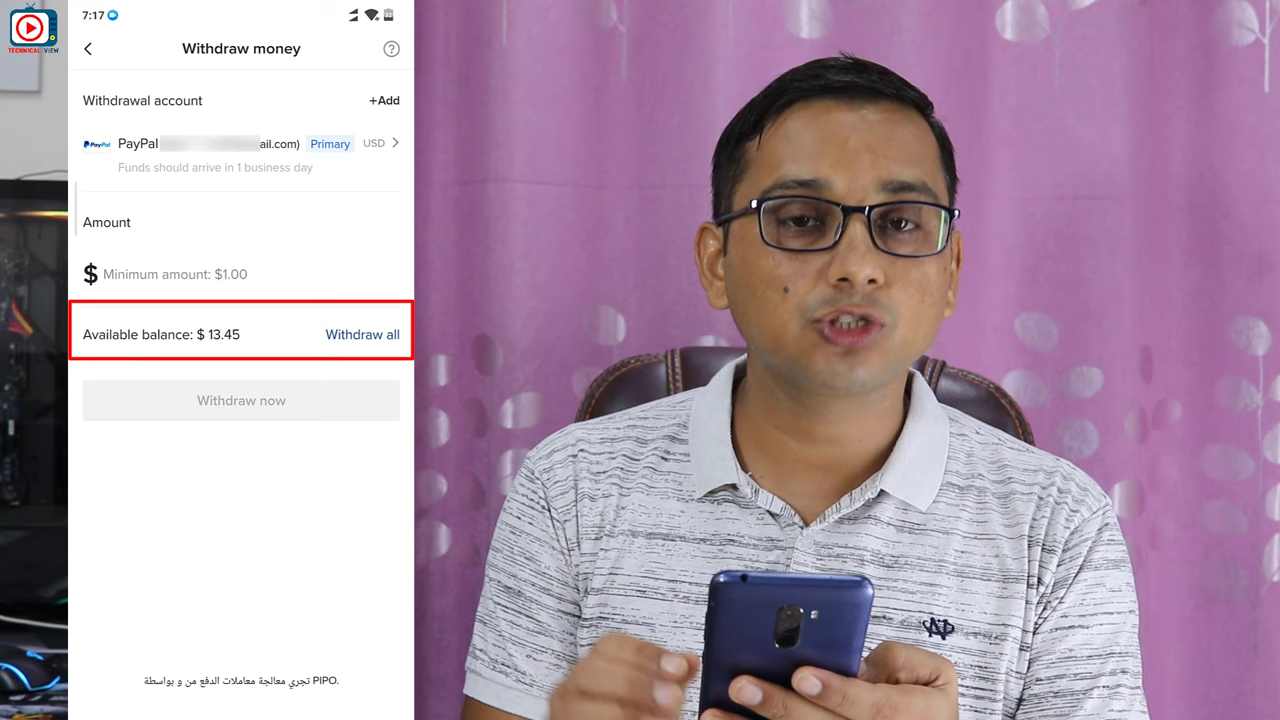 TECHNICAL VIEW
7:17
Withdraw money
Withdrawal account
+Add
PayPal
PayPal ail.com) Primary USD
Funds should arrive in 1 business day
Amount
$ Minimum amount: $1.00
Available balance: $ 13.45 Withdraw all
Withdraw now
تجري معالجة معاملات الدفع من و بواسطة PIPO.
AP